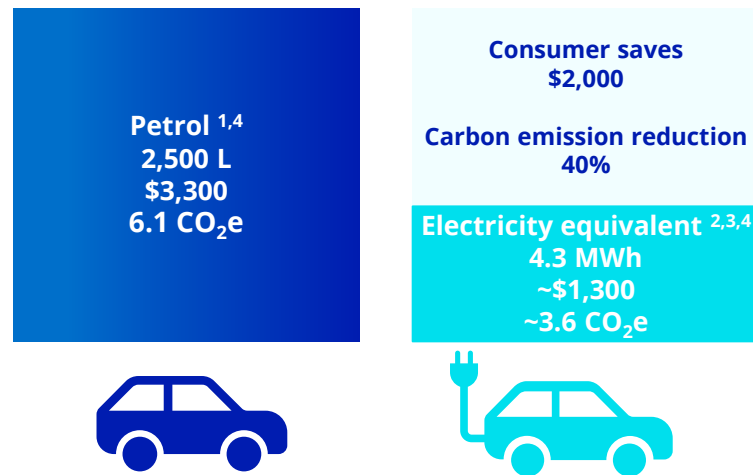 Petrol 1,4
2,500 L
$3,300
6.1 CO2e
Consumer saves
$2,000
Carbon emission reduction
40%
Electricity equivalent 2,3,4
4.3 MWh
~$1,300
~3.6 CO2e